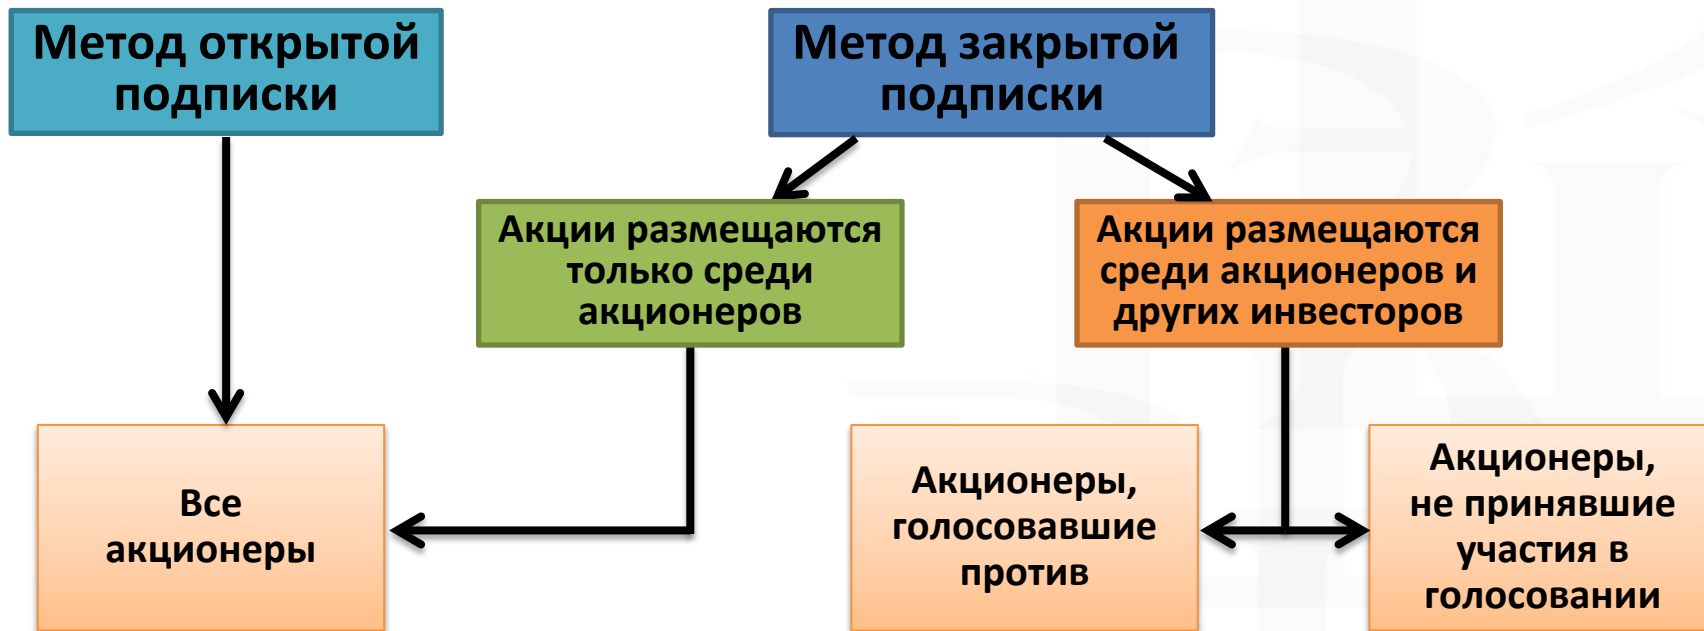 Метод открытой
подписки
Метод закрытой
подписки
Акции размещаются
только среди
акционеров
Акции размещаются
среди акционеров и
других инвесторов
Все
акционеры
Акционеры,
голосовавшие
против
Акционеры,
не принявшие
участия в
голосовании